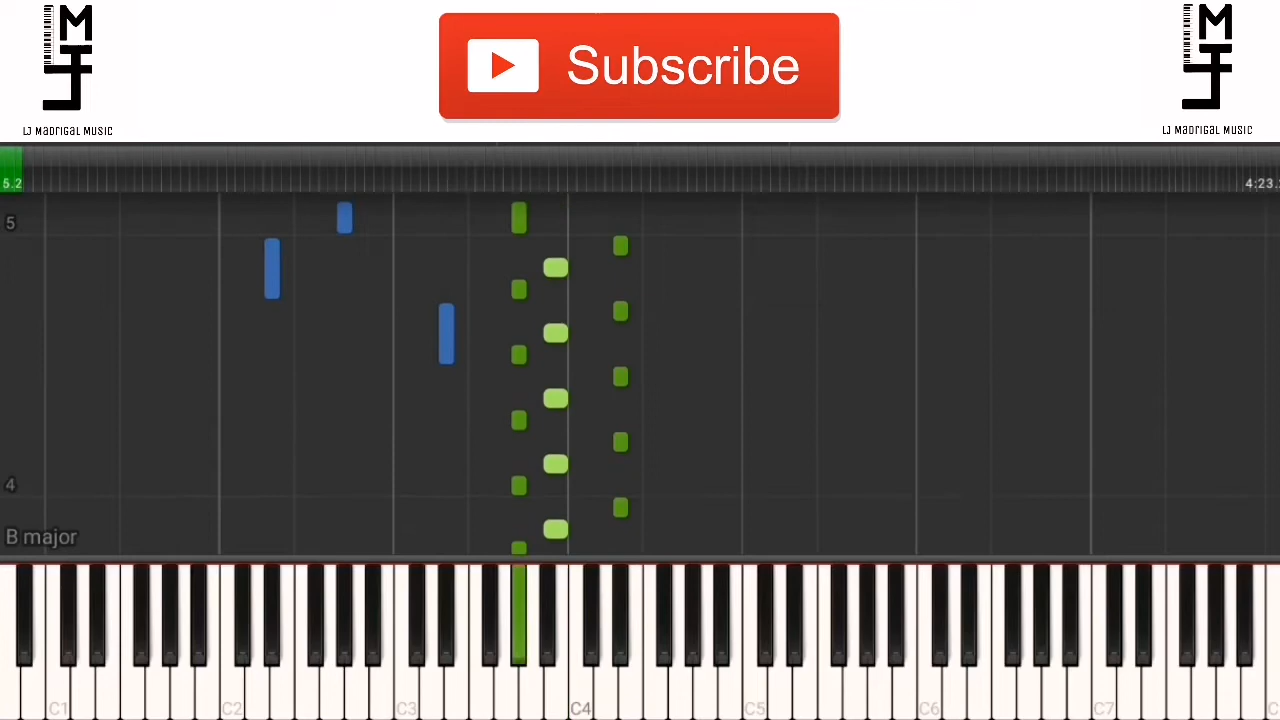 LJ Madrigal Music
Subscribe
LJ Madrigal Music
5.2
4:23.
5
4
B major
C1 C2 C3 C4 C5 C6 C7 C